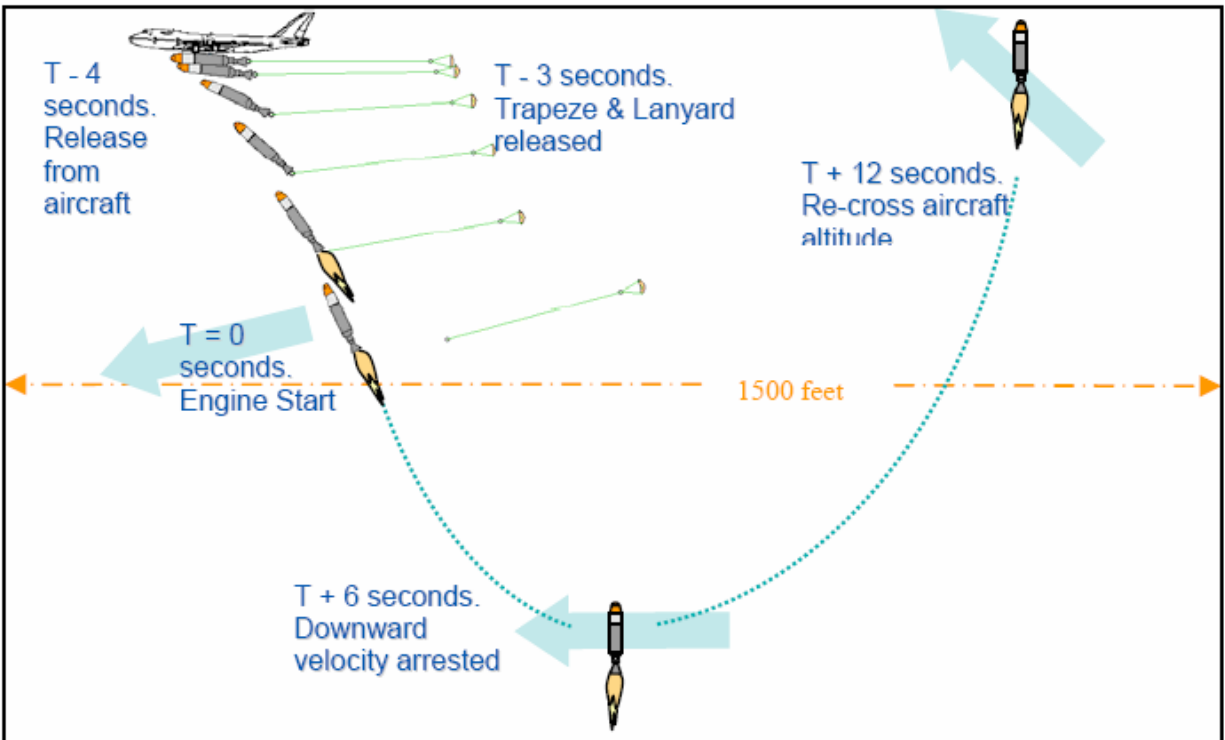 T - 4
seconds.
Release
from
aircraft
T - 3 seconds.
Trapeze & Lanyard
released
T + 12 seconds.
Re-cross aircraft
altitude
T = 0
seconds.
Engine Start
1500 feet
T + 6 seconds.
Downward
velocity arrested